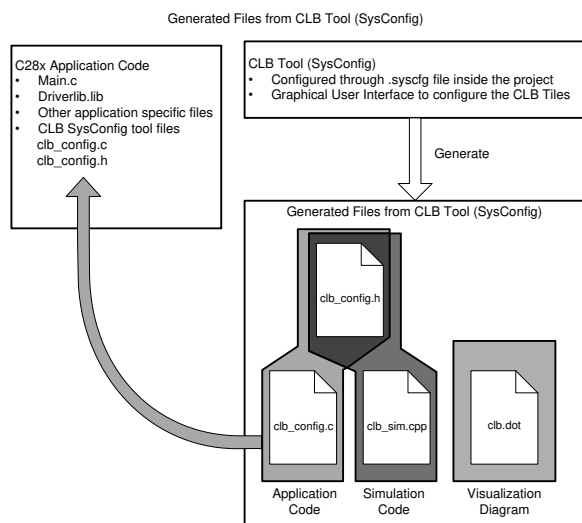 Generated Files from CLB Tool (SysConfig)
C28x Application Code
• Main.c
• Driverlib.lib
• Other application specific files
• CLB SysConfig tool files
clb_config.c
clb_config.h
CLB Tool (SysConfig)
• Configured through .syscfg file inside the project
• Graphical User Interface to configure the CLB Tiles
Generate
Generated Files from CLB Tool (SysConfig)
clb_config.h
clb_config.c
clb_sim.cpp
clb.dot
Application
Code
Simulation
Code
Visualization
Diagram